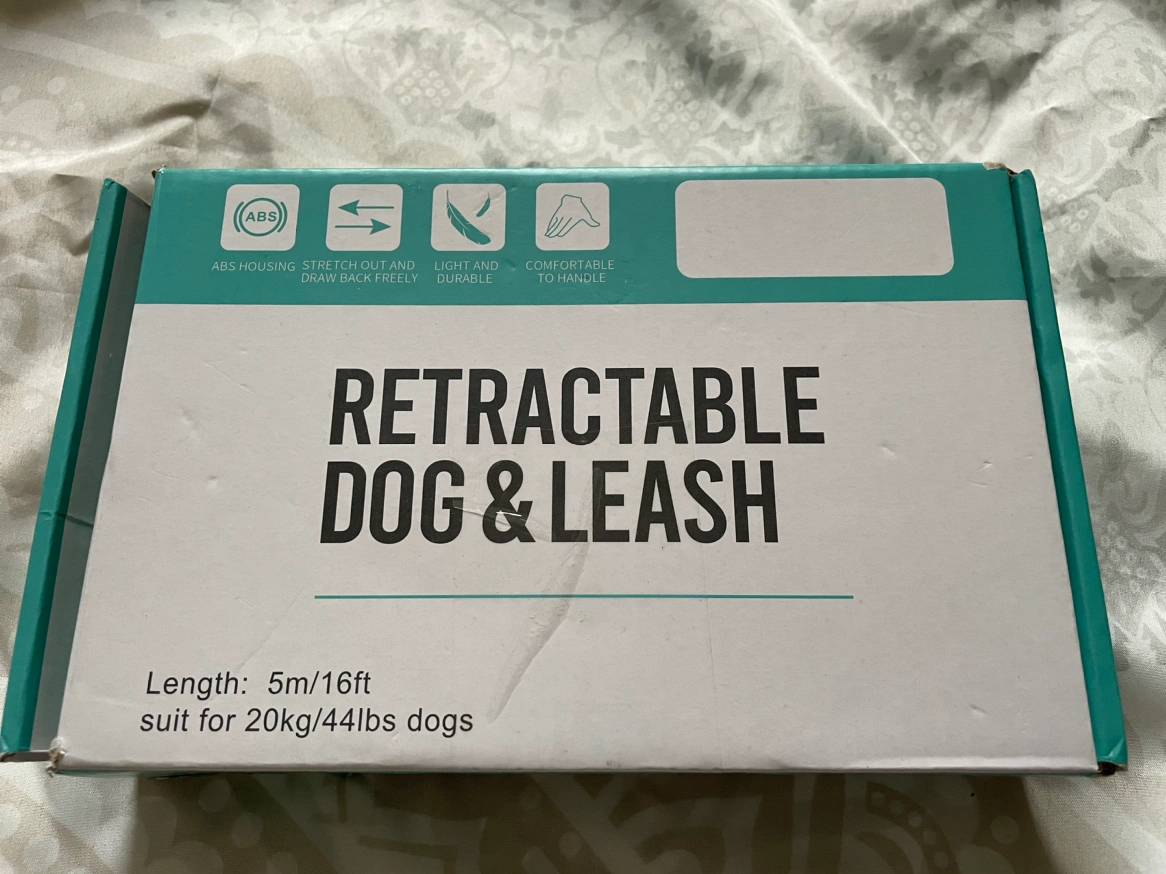 ABS
ABS HOUSING
STRETCH OUT AND
DRAW BACK FREELY
LIGHT AND
DURABLE
COMFORTABLE
TO HANDLE
RETRACTABLE
DOG & LEASH
Length: 5m/16ft
suit for 20kg/44lbs dogs